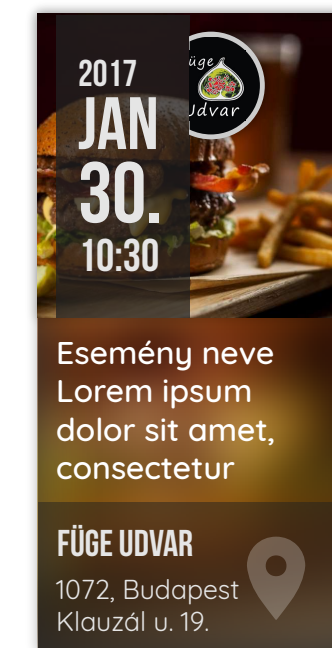 2017
JAN
30.
10:30
Füge
Udvar
Esemény neve
Lorem ipsum
dolor sit amet,
consectetur
FÜGE UDVAR
1072, Budapest
Klauzál u. 19.